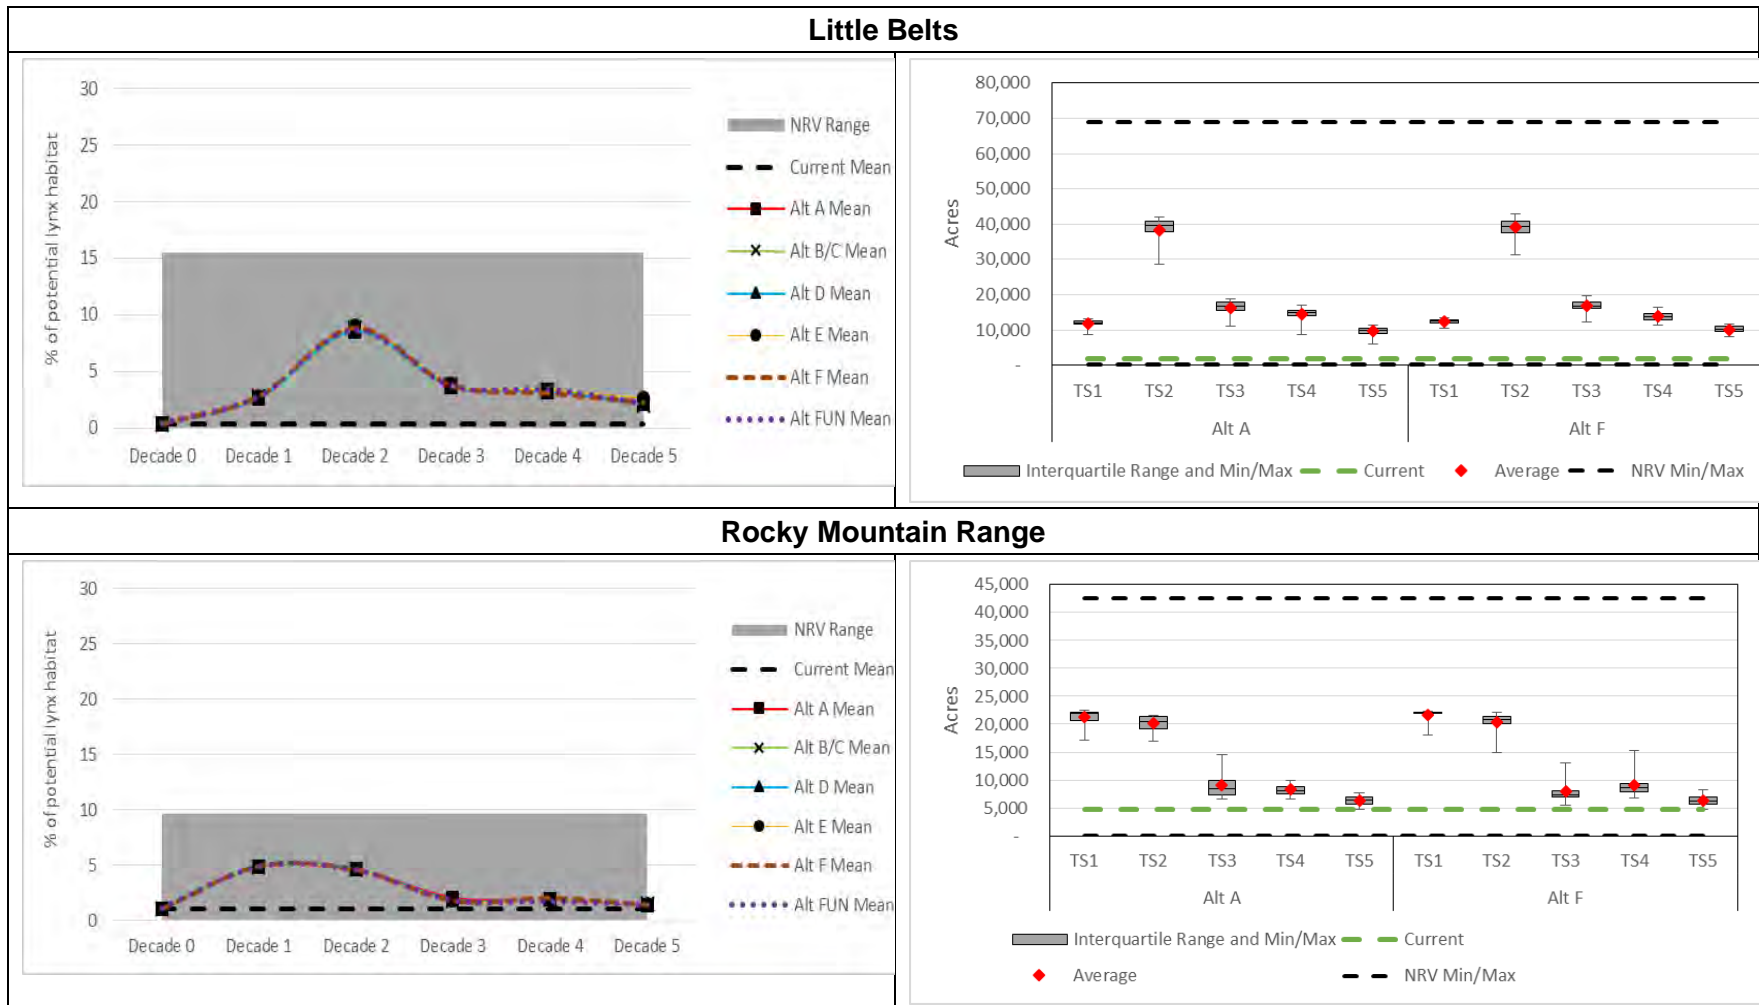 Little Belts
% of potential lynx habitat
30
25
20
15
10
5
0
Decade 0 Decade 1 Decade 2 Decade 3 Decade 4 Decade 5
NRV Range
Current Mean
Alt A Mean
Alt B/C Mean
Alt D Mean
Alt E Mean
Alt F Mean
Alt FUN Mean
Acres
80,000
70,000
60,000
50,000
40,000
30,000
20,000
10,000
-
TS1 TS2 TS3 TS4 TS5 TS1 TS2 TS3 TS4 TS5
Alt A Alt F
Interquartile Range and Min/Max Current Average NRV Min/Max
Rocky Mountain Range
% of potential lynx habitat
30
25
20
15
10
5
0
Decade 0 Decade 1 Decade 2 Decade 3 Decade 4 Decade 5
NRV Range
Current Mean
Alt A Mean
Alt B/C Mean
Alt D Mean
Alt E Mean
Alt F Mean
Alt FUN Mean
Acres
45,000
40,000
35,000
30,000
25,000
20,000
15,000
10,000
5,000
-
TS1 TS2 TS3 TS4 TS5 TS1 TS2 TS3 TS4 TS5
Alt A Alt F
Interquartile Range and Min/Max Current
Average NRV Min/Max